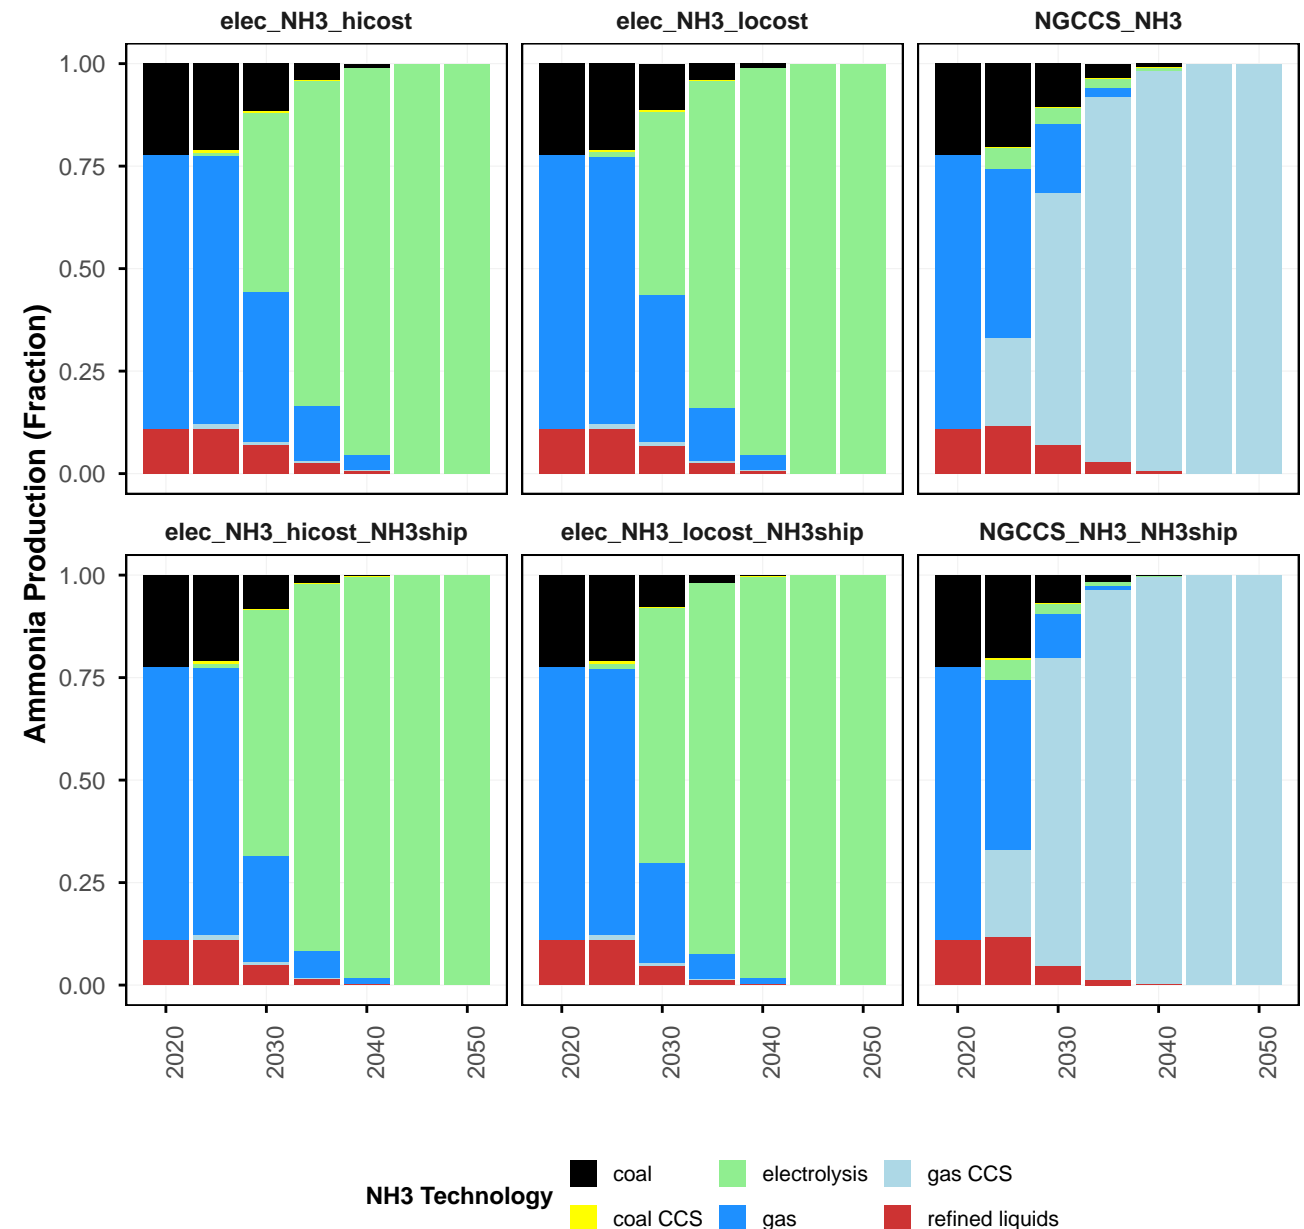 elec_NH3_hicost elec_NH3_locost NGCCS_NH3
1.00
0.75
0.50
0.25
0.00
Ammonia Production (Fraction)
elec_NH3_hicost_NH3ship elec_NH3_locost_NH3ship NGCCS_NH3_NH3ship
1.00
0.75
0.50
0.25
0.00
2020 2030 2040 2050 2020 2030 2040 2050 2020 2030 2040 2050
NH3 Technology
coal electrolysis gas CCS
coal CCS gas refined liquids